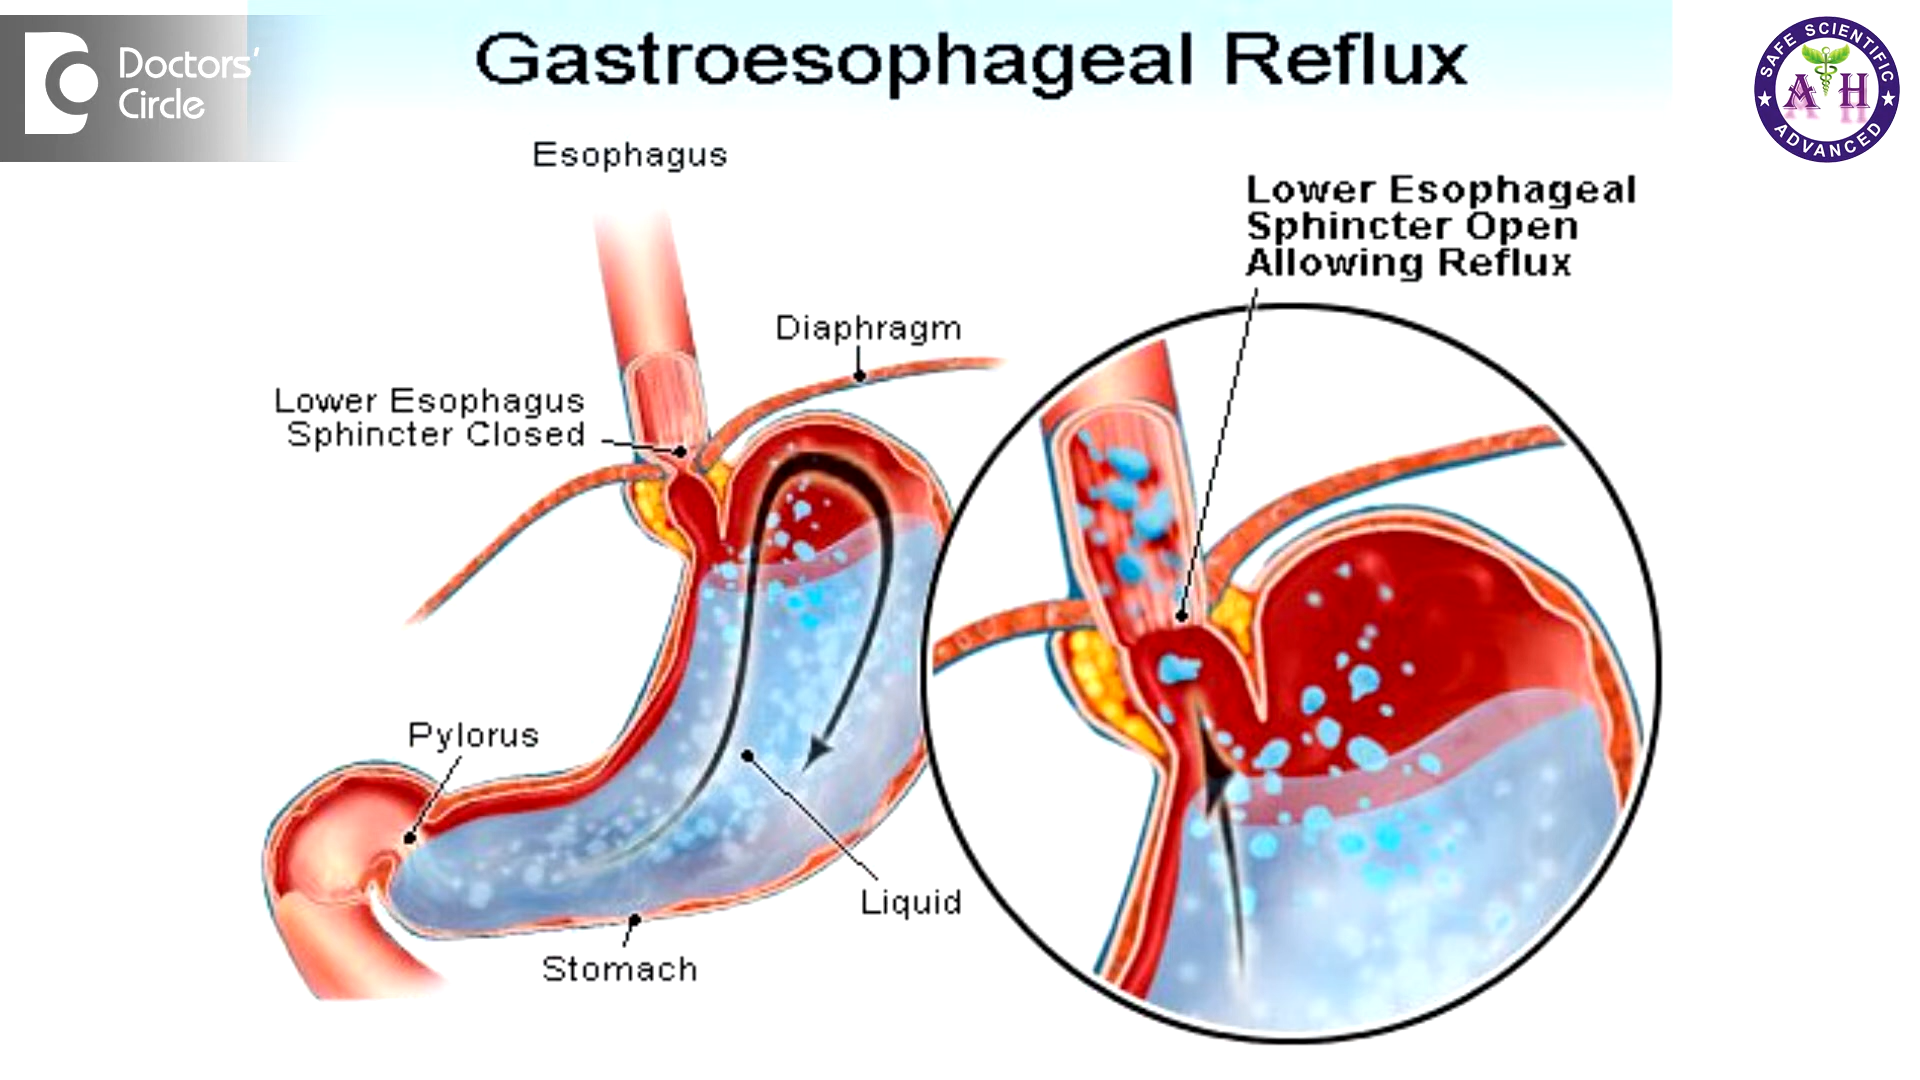 Doctors'
Circle
Gastroesophageal Reflux
SAFE SCIENTIFIC
A H
ADVANCED
Esophagus
Lower Esophageal
Sphincter Open
Allowing Reflux
Diaphragm
Lower Esophagus
Sphincter Closed
Pylorus
Liquid
Stomach